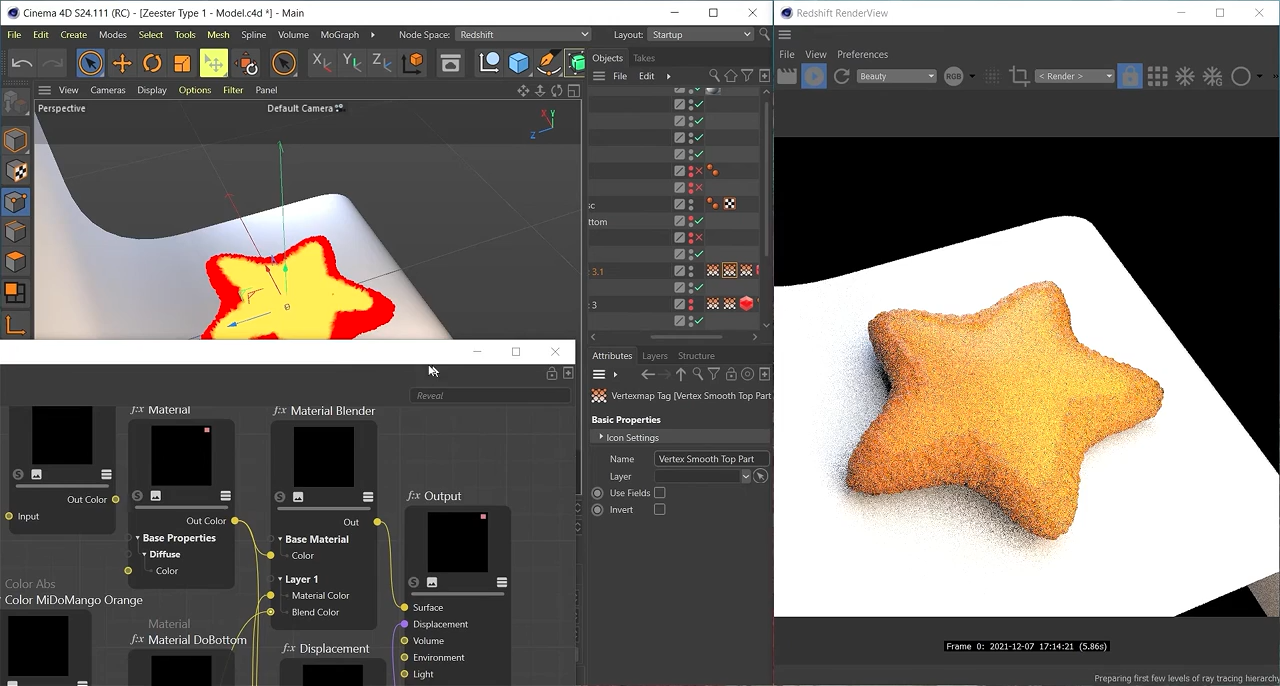 Cinema 4D S24.111 (RC) - [Zeester Type 1 - Model.c4d *] - Main
File Edit Create Modes Select Tools Mesh Spline Volume MoGraph Node Space: Redshift Layout: Startup
X Y Z
View Cameras Display Options Filter Panel
Perspective
Default Camera
X Y
Z
Objects Takes
File Edit
sc
ttom
3.1
3
Attributes Layers Structure
Vertexmap Tag [Vertex Smooth Top Part
Basic Properties
Icon Settings
Name Vertex Smooth Top Part
Layer
Use Fields
Invert
Reveal
Out Color
Input
Color Abs
Color MiDoMango Orange
f:x Material
S
Out Color
Base Properties
Diffuse
Color
Material
f:x Material DoBottom
f:x Material Blender
S
Out
Base Material
Color
Layer 1
Material Color
Blend Color
f:x Displacement
f:x Output
S
Surface
Displacement
Volume
Environment
Light
Redshift RenderView
File View Preferences
Beauty RGB < Render >
Frame 0: 2021-12-07 17:14:21 (5.86s)
Preparing first few levels of ray tracing hierarchy